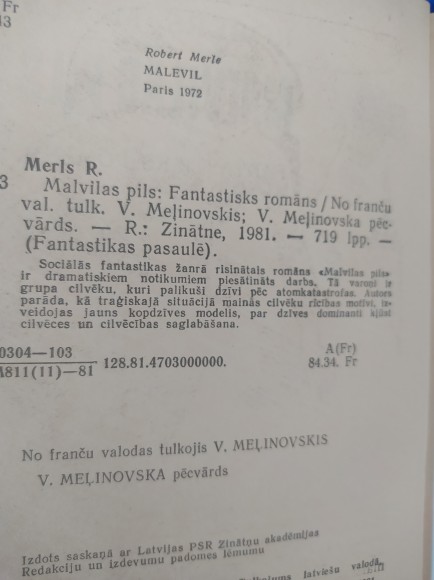 Fr
Robert Merle
MALEVIL
Paris 1972
Merls R.
Malvilas pils: Fantastisks romāns / No franču
val. tulk. V. Meļinovskis; V. Meļinovska pēc-
vārds. — R.: Zinātne, 1981. — 719 lpp. —
(Fantastikas pasaulē).
Sociālās fantastikas žanrā risinātais romāns «Malvilas pils»
ir dramatiskiem notikumiem piesātināts darbs. Tā varoņi ir
grupa cilvēku, kuri palikuši dzīvi pēc atomkatastrofas. Autors
parāda, kā traģiskajā situācijā mainās cilvēku rīcības motīvi, iz-
veidojas jauns kopdzīves modelis, par dzīves dominanti kļūst
cilvēces un cilvēcības saglabāšana.
0304—103
811(11)—81
128.81.4703000000.
A(Fr)
84.34. Fr
No franču valodas tulkojis V. MEĻINOVSKIS
V. MEĻINOVSKA pēcvārds
Izdots saskaņā ar Latvijas PSR Zinātņu akadēmijas
Redakciju un izdevumu padomes lēmumu
latviešu valodā,